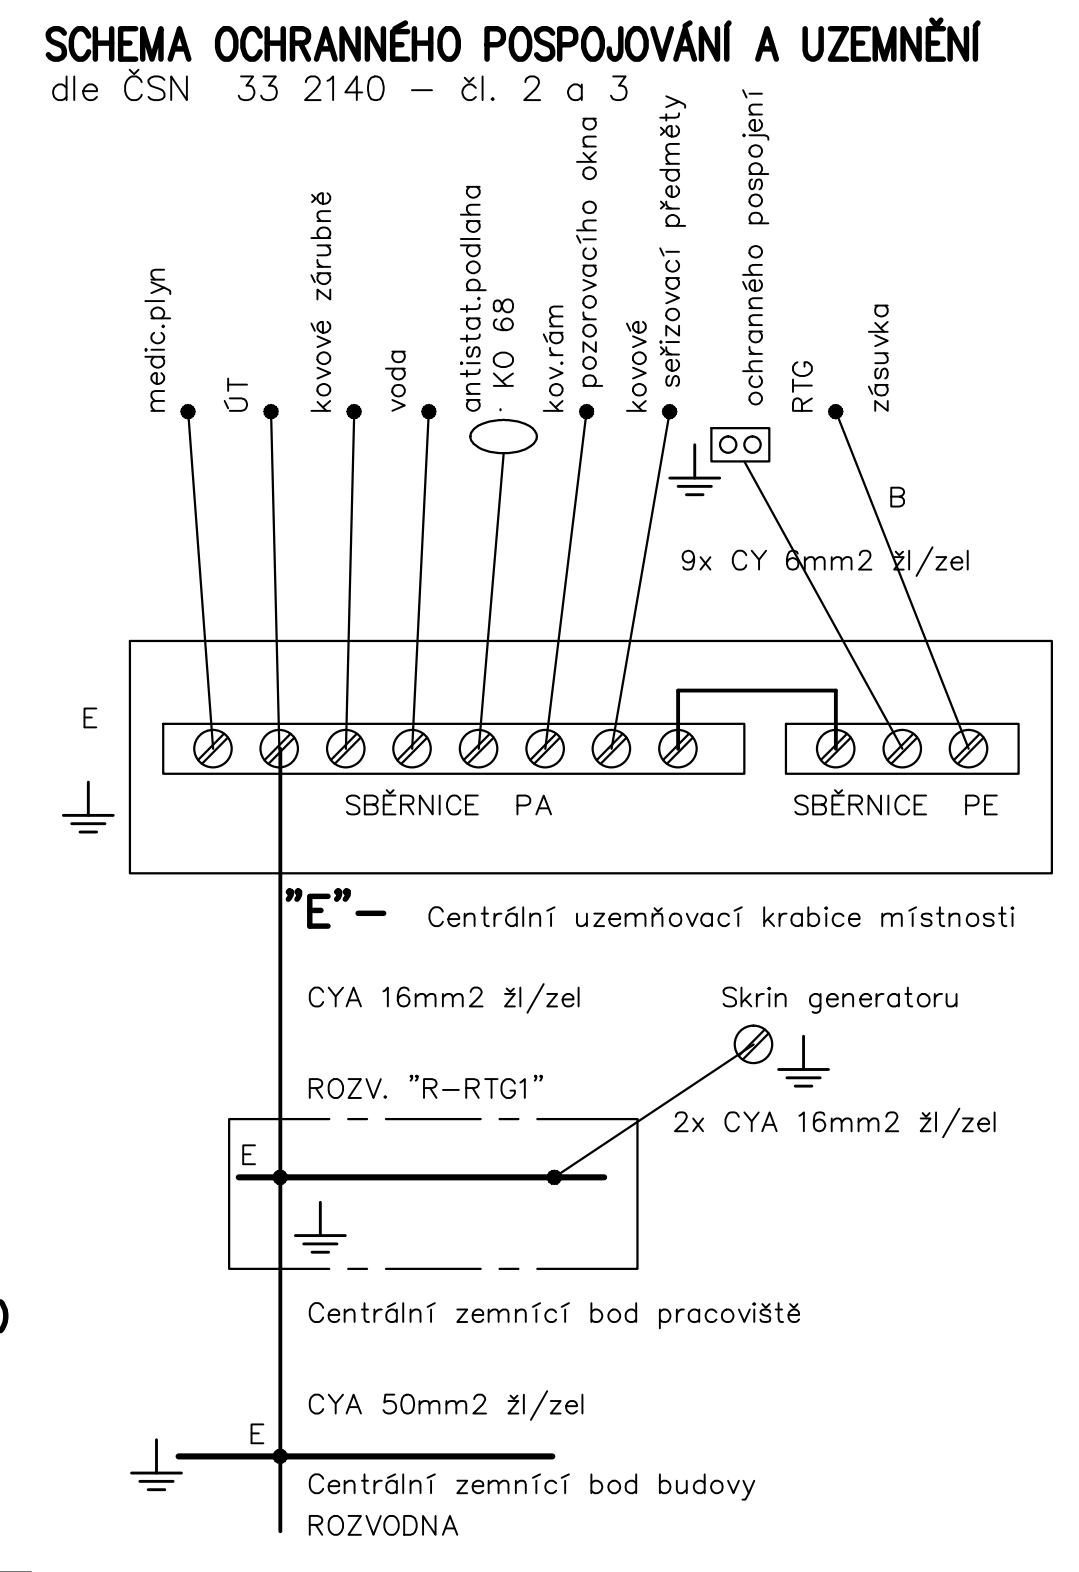 SCHEMA OCHRANNÉHO POSPOJOVÁNÍ A UZEMNĚNÍ
dle ČSN 33 2140 – čl. 2 a 3
medic.plyn
ÚT
kovové zárubně
voda
antistat.podlaha
. KO 68
kov.rám
pozorovacího okna
kovové
seřizovací předměty
ochranného pospojení
RTG
zásuvka
B
9x CY 6mm2 žl/zel
E
SBĚRNICE PA
SBĚRNICE PE
"E"– Centrální uzemňovací krabice místnosti
CYA 16mm2 žl/zel
Skrin generatoru
ROZV. "R–RTG1"
2x CYA 16mm2 žl/zel
E
)
Centrální zemnící bod pracoviště
CYA 50mm2 žl/zel
E
Centrální zemnící bod budovy
ROZVODNA